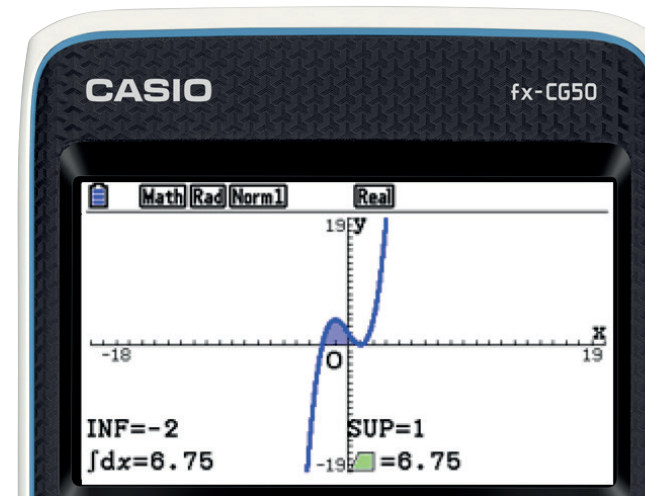 CASIO
fx-CG50
Math Rad Norm1 Real
19 y
-18 O 19 x
INF=-2 SUP=1
∫dx=6.75 -19 =6.75